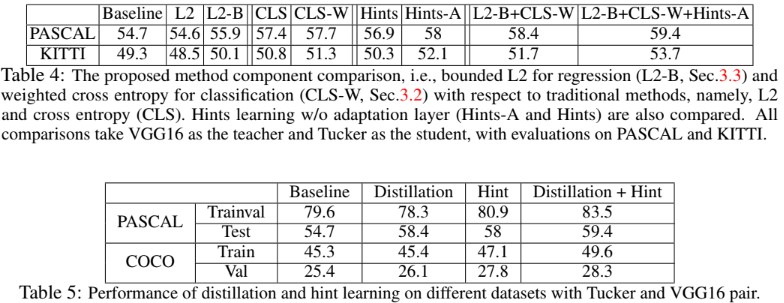 Baseline L2 L2-B CLS CLS-W Hints Hints-A L2-B+CLS-W L2-B+CLS-W+Hints-A
PASCAL 54.7 54.6 55.9 57.4 57.7 56.9 58 58.4 59.4
KITTI 49.3 48.5 50.1 50.8 51.3 50.3 52.1 51.7 53.7
Table 4: The proposed method component comparison, i.e., bounded L2 for regression (L2-B, Sec.3.3) and
weighted cross entropy for classification (CLS-W, Sec.3.2) with respect to traditional methods, namely, L2
and cross entropy (CLS). Hints learning w/o adaptation layer (Hints-A and Hints) are also compared. All
comparisons take VGG16 as the teacher and Tucker as the student, with evaluations on PASCAL and KITTI.
Baseline Distillation Hint Distillation + Hint
PASCAL Trainval 79.6 78.3 80.9 83.5
Test 54.7 58.4 58 59.4
COCO Train 45.3 45.4 47.1 49.6
Val 25.4 26.1 27.8 28.3
Table 5: Performance of distillation and hint learning on different datasets with Tucker and VGG16 pair.